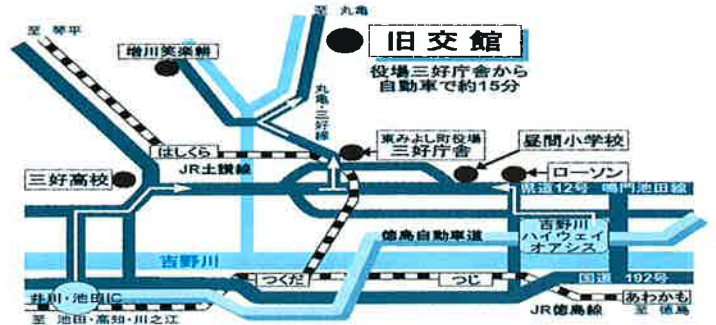 至 丸亀
至 琴平
旧交館
増川笑楽耕
役場三好庁舎から
自動車で約15分
丸亀・三好線
東みよし町役場
三好庁舎
昼間小学校
はしくら
JR土讃線
三好高校
ローソン
県道12号 鳴門池田線
吉野川
ハイウェイ
オアシス
徳島自動車道
吉野川
つくだ
つじ
国道 192号
井川・池田IC
あわかも
JR徳島線
至 池田・高知・川之江
至 徳島